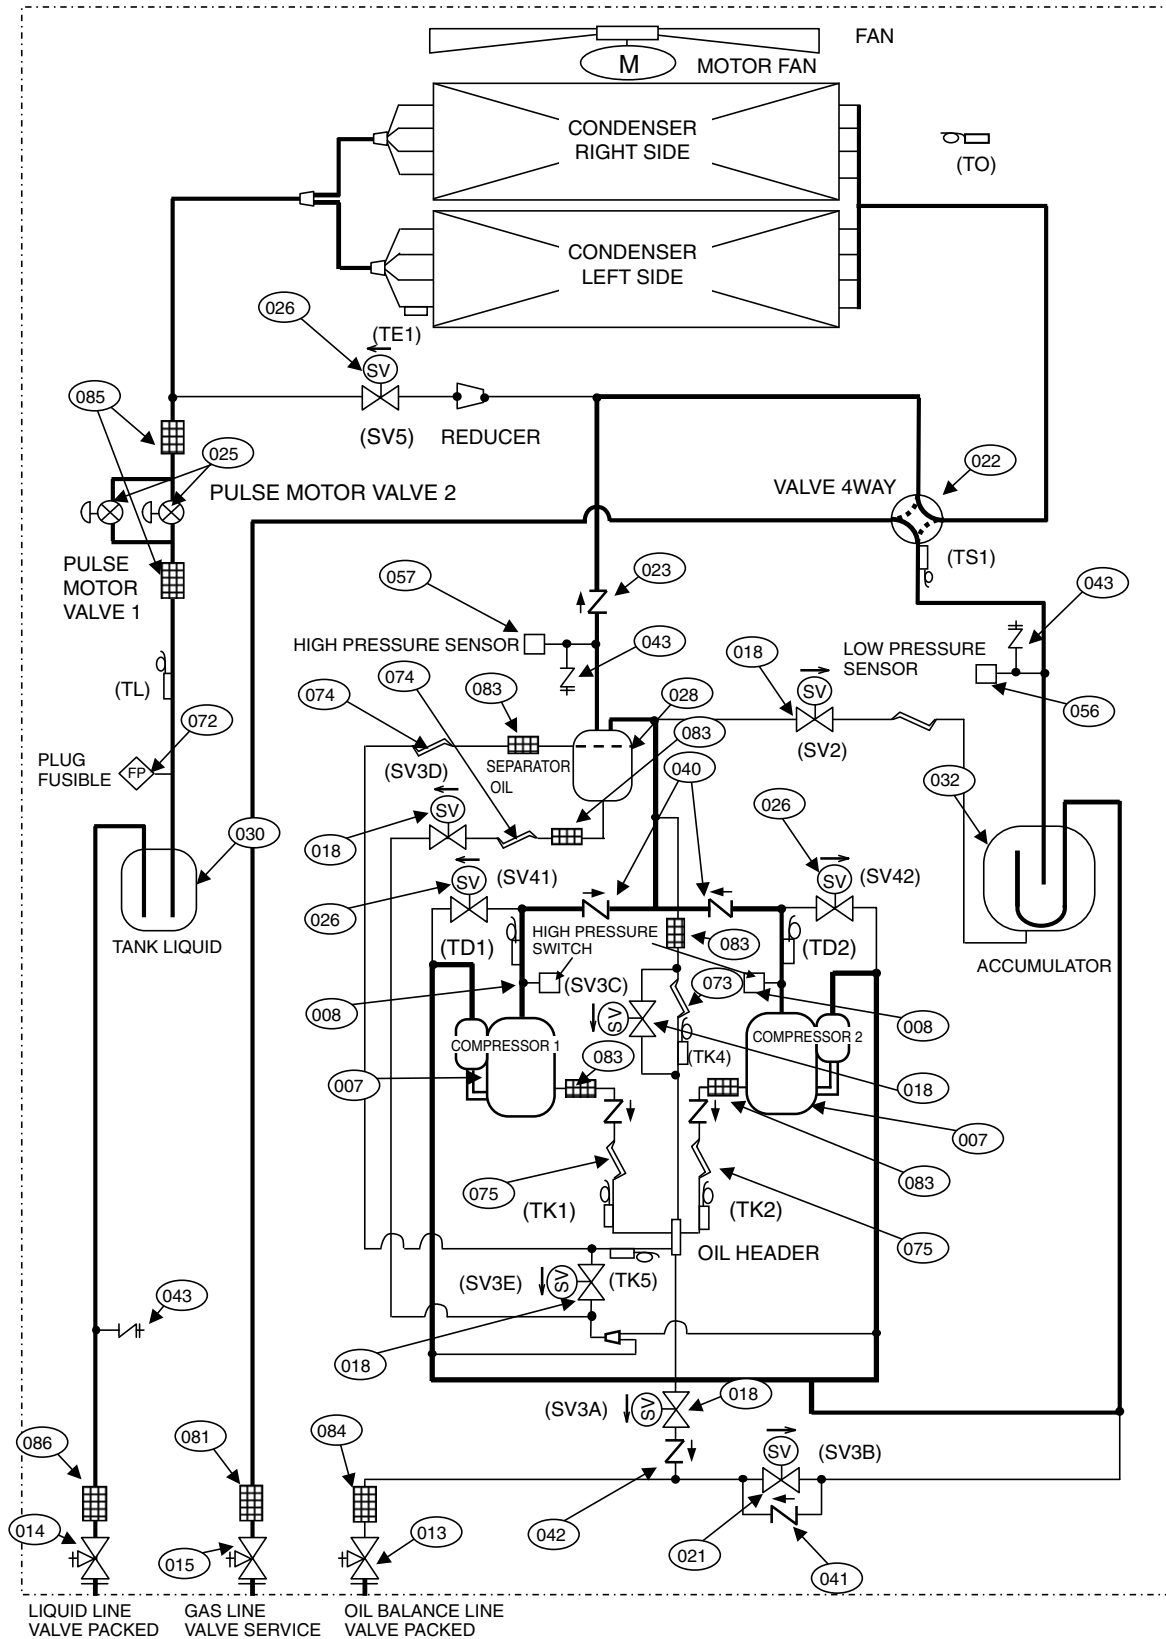 FAN
M
MOTOR FAN
CONDENSER
RIGHT SIDE
(TO)
CONDENSER
LEFT SIDE
026
(TE1)
SV
085
(SV5)
REDUCER
025
022
PULSE MOTOR VALVE 2
VALVE 4WAY
PULSE
MOTOR
VALVE 1
(TS1)
057
023
043
HIGH PRESSURE SENSOR
043
018
LOW PRESSURE
SENSOR
074
074
083
028
SV
056
(TL)
072
083
(SV2)
PLUG
FUSIBLE
FP
(SV3D)
SEPARATOR
OIL
040
032
SV
026
018
030
(SV41)
SV
(SV42)
026
SV
TANK LIQUID
(TD1)
HIGH PRESSURE
SWITCH
083
(TD2)
ACCUMULATOR
008
(SV3C)
073
008
SV
COMPRESSOR 1
COMPRESSOR 2
083
(TK4)
007
018
007
075
083
(TK1)
(TK2)
075
OIL HEADER
(SV3E)
SV
(TK5)
043
018
018
(SV3A)
SV
086
081
084
SV
(SV3B)
014
015
013
042
021
041
LIQUID LINE
VALVE PACKED
GAS LINE
VALVE SERVICE
OIL BALANCE LINE
VALVE PACKED